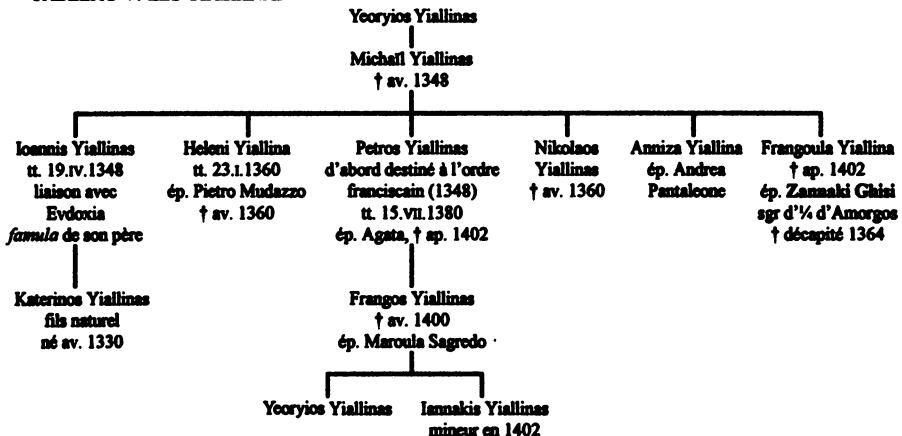 Yeoryios Yiallinas
Michaïl Yiallinas
† av. 1348
Ioannis Yiallinas
tt. 19.IV.1348
liaison avec
Evdoxia
famula de son père
Heleni Yiallina
tt. 23.I.1360
ép. Pietro Mudazzo
† av. 1360
Petros Yiallinas
d'abord destiné à l'ordre
franciscain (1348)
tt. 15.VII.1380
ép. Agata, † ap. 1402
Nikolaos
Yiallinas
† av. 1360
Anniza Yiallina
ép. Andrea
Pantaleone
Frangoula Yiallina
† ap. 1402
ép. Zannaki Ghisi
sgr d'¼ d'Amorgos
† décapité 1364
Katerinos Yiallinas
fils naturel
né av. 1330
Frangos Yiallinas
† av. 1400
ép. Maroula Sagredo
Yeoryios Yiallinas
Iannakis Yiallinas
mineur en 1402